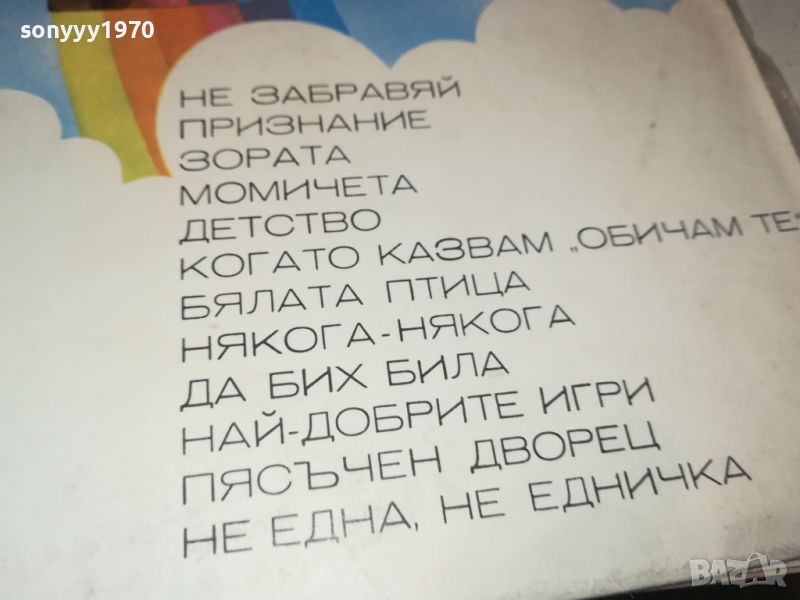 sonyyy1970
НЕ ЗАБРАВЯЙ
ПРИЗНАНИЕ
ЗОРАТА
МОМИЧЕТА
ДЕТСТВО
КОГАТО КАЗВАМ „ОБИЧАМ ТЕ“
БЯЛАТА ПТИЦА
НЯКОГА-НЯКОГА
ДА БИХ БИЛА
НАЙ-ДОБРИТЕ ИГРИ
ПЯСЪЧЕН ДВОРЕЦ
НЕ ЕДНА, НЕ ЕДНИЧКА
BAZAR